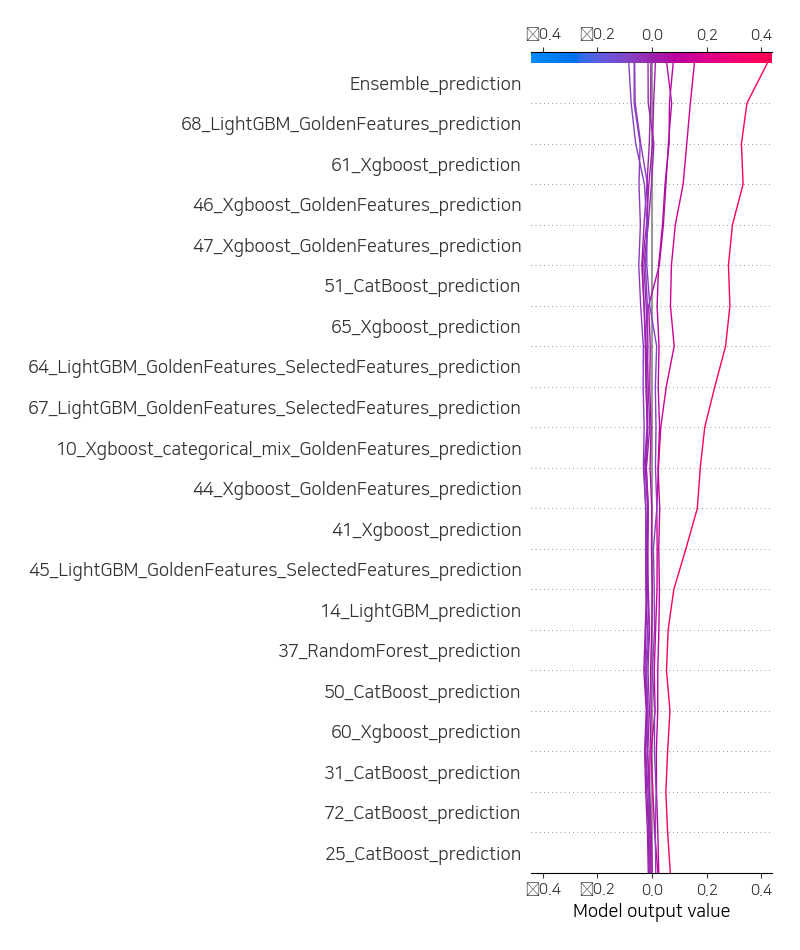 ▯0.4 ▯0.2 0.0 0.2 0.4
Ensemble_prediction
68_LightGBM_GoldenFeatures_prediction
61_Xgboost_prediction
46_Xgboost_GoldenFeatures_prediction
47_Xgboost_GoldenFeatures_prediction
51_CatBoost_prediction
65_Xgboost_prediction
64_LightGBM_GoldenFeatures_SelectedFeatures_prediction
67_LightGBM_GoldenFeatures_SelectedFeatures_prediction
10_Xgboost_categorical_mix_GoldenFeatures_prediction
44_Xgboost_GoldenFeatures_prediction
41_Xgboost_prediction
45_LightGBM_GoldenFeatures_SelectedFeatures_prediction
14_LightGBM_prediction
37_RandomForest_prediction
50_CatBoost_prediction
60_Xgboost_prediction
31_CatBoost_prediction
72_CatBoost_prediction
25_CatBoost_prediction
▯0.4 ▯0.2 0.0 0.2 0.4
Model output value